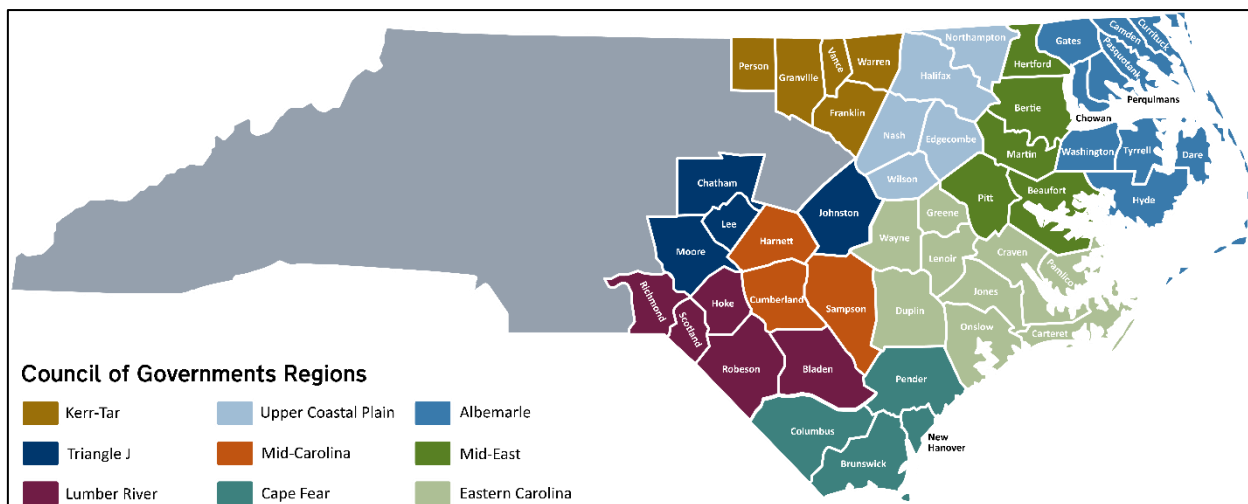 Northampton
Currituck
Camden
Gates
Pasquotank
Person
Granville
Vance
Warren
Hertford
Halifax
Perquimans
Franklin
Bertie
Chowan
Nash
Edgecombe
Martin
Washington
Tyrrell
Dare
Chatham
Wilson
Beaufort
Hyde
Lee
Johnston
Greene
Pitt
Harnett
Wayne
Moore
Lenoir
Craven
Pamlico
Richmond
Hoke
Cumberland
Sampson
Duplin
Jones
Scotland
Onslow
Carteret
Robeson
Bladen
Pender
Council of Governments Regions
Kerr-Tar
Upper Coastal Plain
Albemarle
Columbus
New
Hanover
Triangle J
Mid-Carolina
Mid-East
Brunswick
Lumber River
Cape Fear
Eastern Carolina